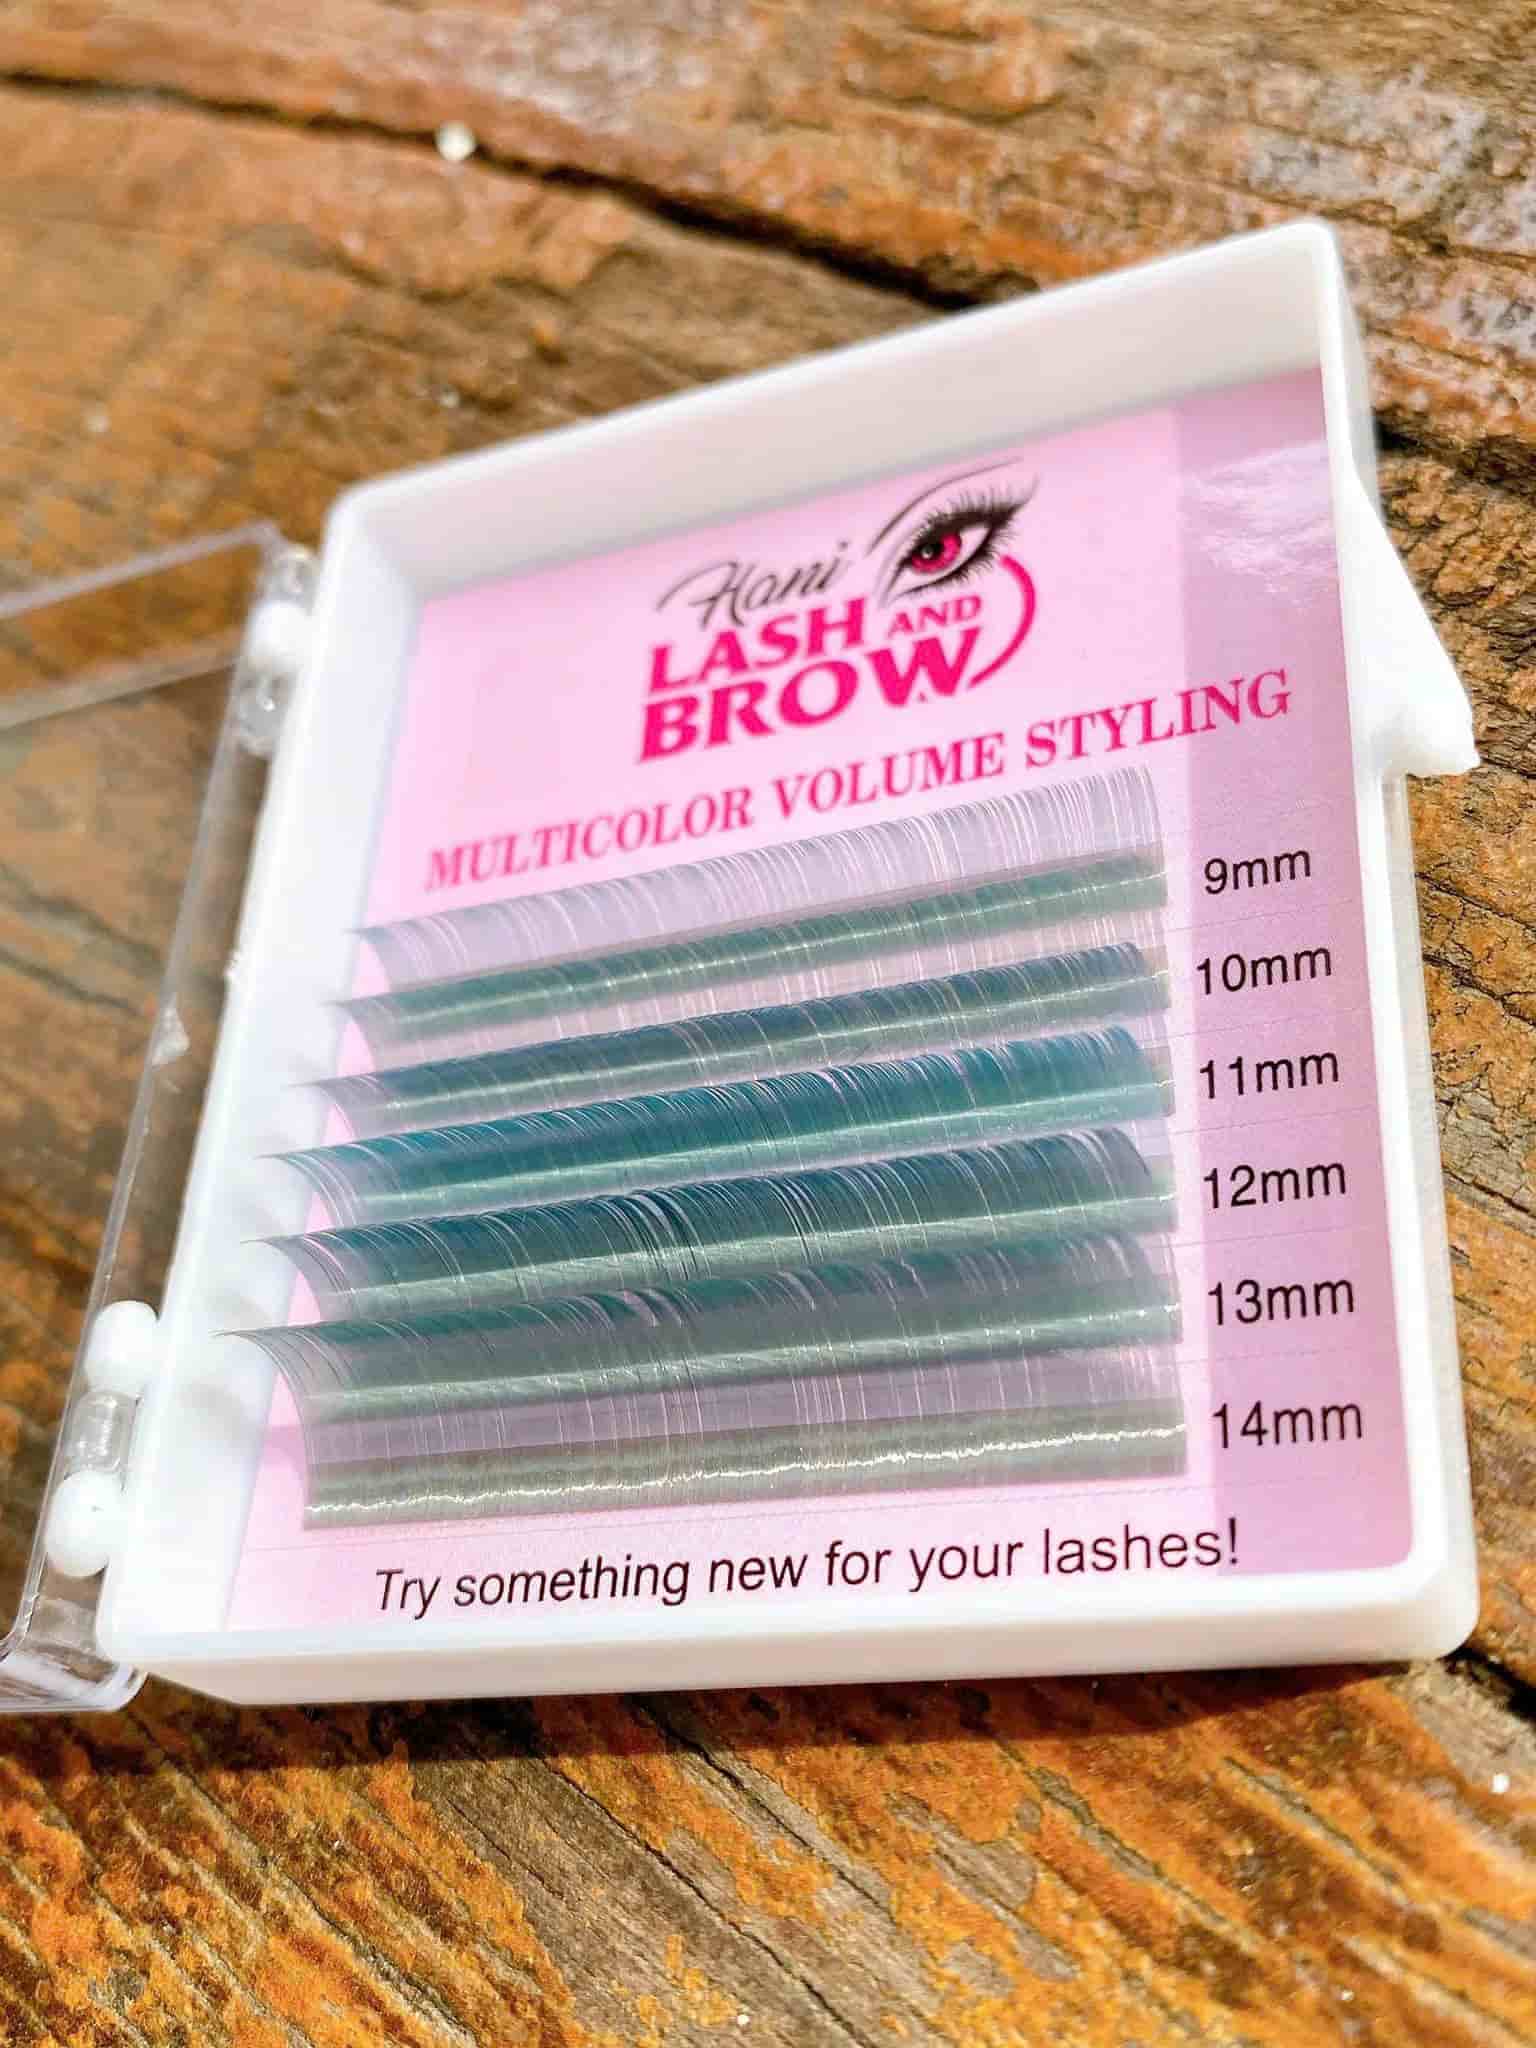 Hani
LASH AND
BROW
MULTICOLOR VOLUME STYLING
9mm
10mm
11mm
12mm
13mm
14mm
Try something new for your lashes!